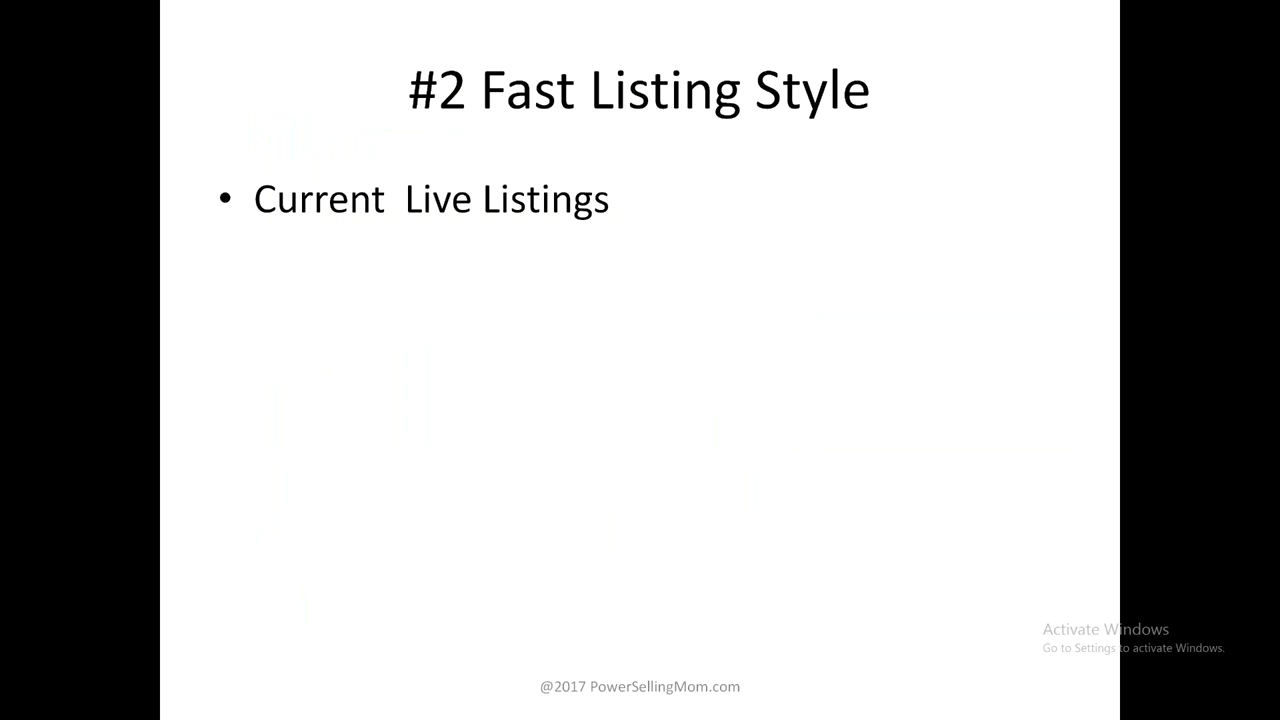 #2 Fast Listing Style
• Current  Live Listings
Activate Windows
Go to Settings to activate Windows.
@2017 PowerSellingMom.com